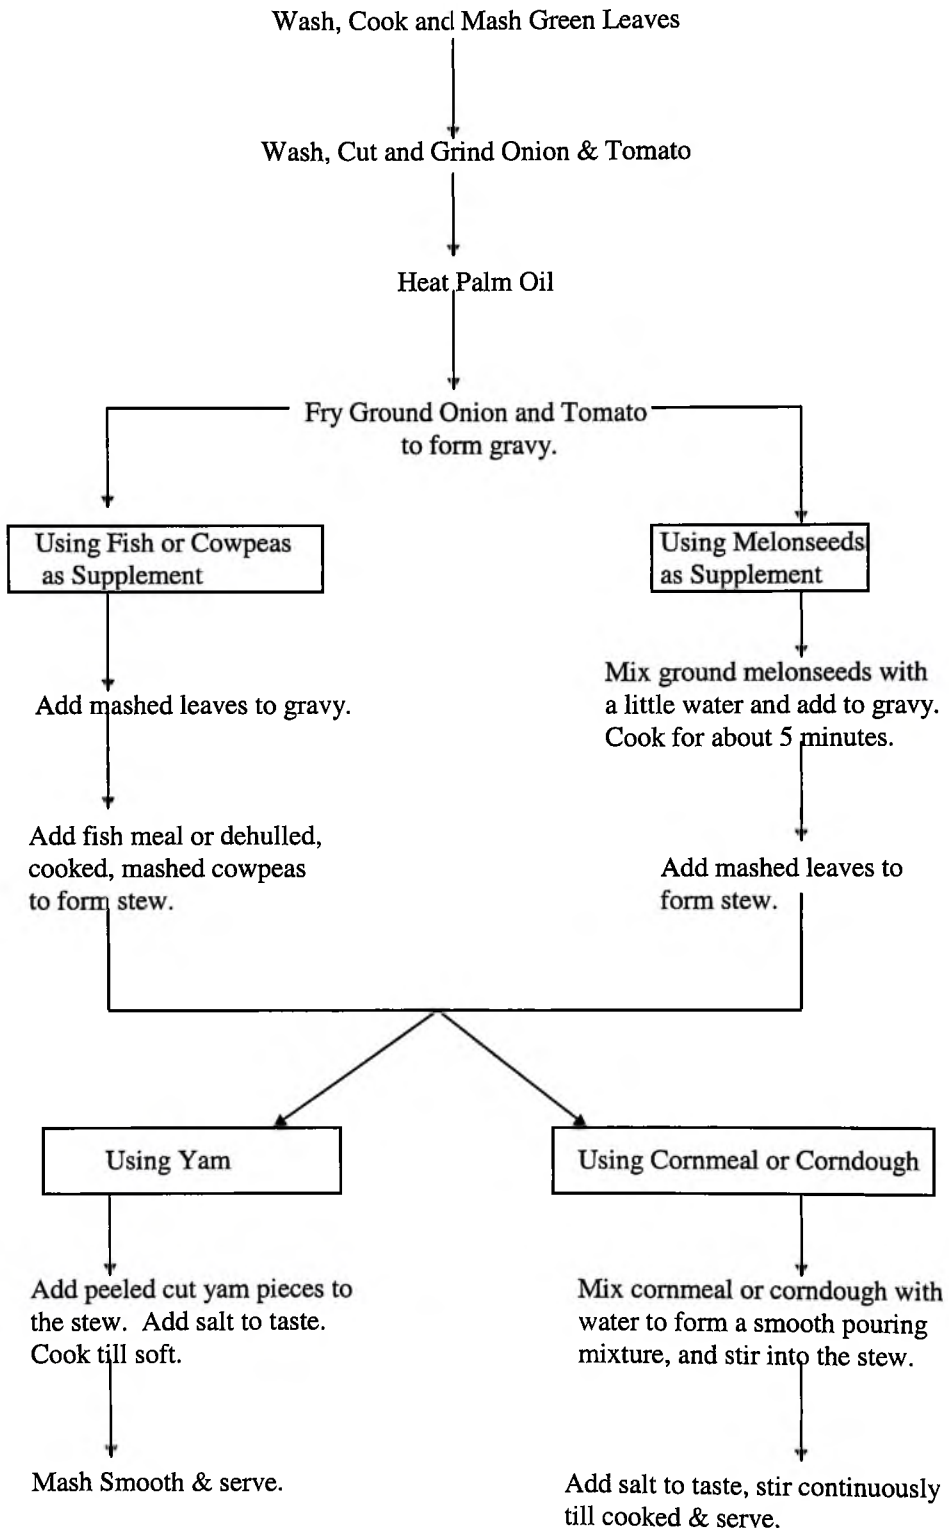 Wash, Cook and Mash Green Leaves
Wash, Cut and Grind Onion & Tomato
Heat Palm Oil
Fry Ground Onion and Tomato
to form gravy.
Using Fish or Cowpeas
as Supplement
Add mashed leaves to gravy.
Add fish meal or dehulled,
cooked, mashed cowpeas
to form stew.
Using Melonseeds
as Supplement
Mix ground melonseeds with
a little water and add to gravy.
Cook for about 5 minutes.
Add mashed leaves to
form stew.
Using Yam
Add peeled cut yam pieces to
the stew. Add salt to taste.
Cook till soft.
Mash Smooth & serve.
Using Cornmeal or Corndough
Mix cornmeal or corndough with
water to form a smooth pouring
mixture, and stir into the stew.
Add salt to taste, stir continuously
till cooked & serve.